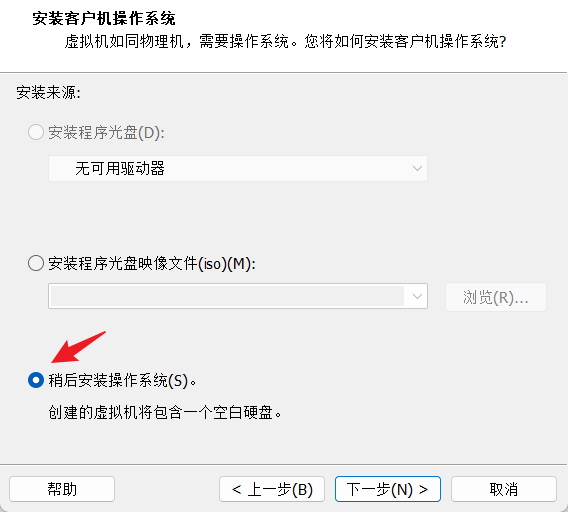 安装客户机操作系统
虚拟机如同物理机，需要操作系统。您将如何安装客户机操作系统?
安装来源:
安装程序光盘(D):
无可用驱动器
安装程序光盘映像文件(iso)(M):
浏览(R)...
稍后安装操作系统(S)。
创建的虚拟机将包含一个空白硬盘。
帮助
< 上一步(B)
下一步(N) >
取消